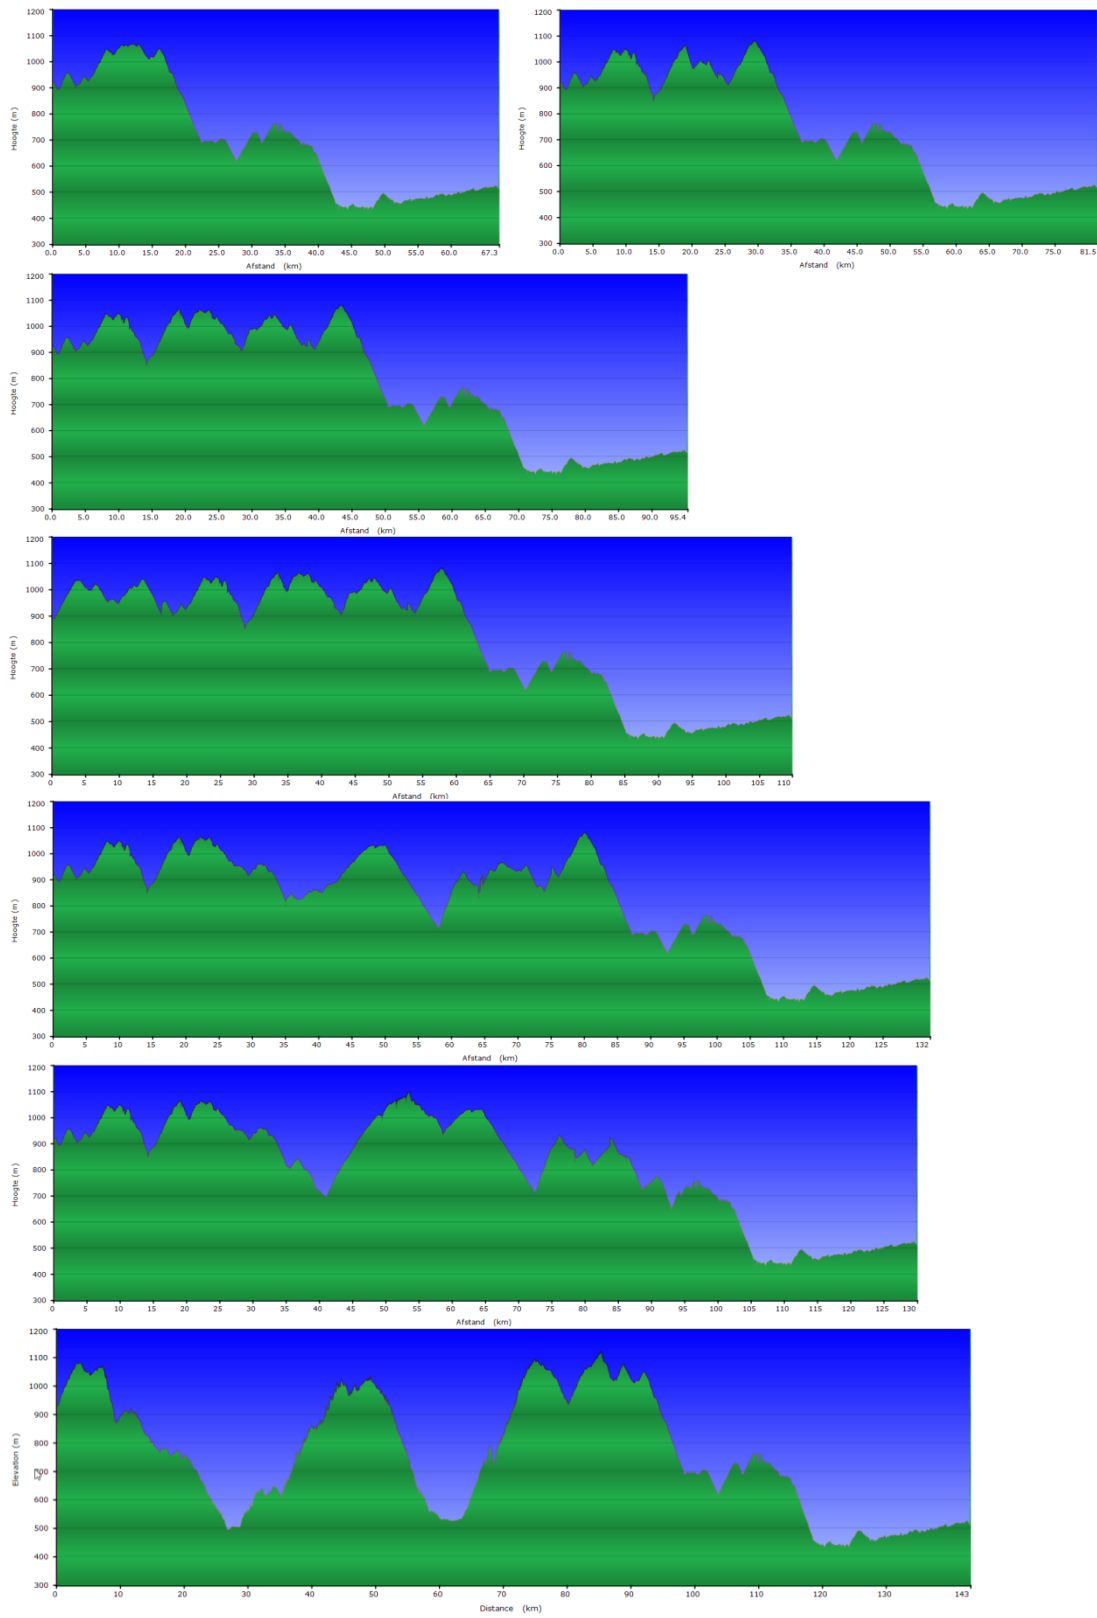 1200 1100 1000 900 800 700 600 500 400 300
Hoogte (m)
0.0 5.0 10.0 15.0 20.0 25.0 30.0 35.0 40.0 45.0 50.0 55.0 60.0 67.3
Afstand (km)
1200 1100 1000 900 800 700 600 500 400 300
Hoogte (m)
0.0 5.0 10.0 15.0 20.0 25.0 30.0 35.0 40.0 45.0 50.0 55.0 60.0 65.0 70.0 75.0 81.5
Afstand (km)
1200 1100 1000 900 800 700 600 500 400 300
Hoogte (m)
0.0 5.0 10.0 15.0 20.0 25.0 30.0 35.0 40.0 45.0 50.0 55.0 60.0 65.0 70.0 75.0 80.0 85.0 90.0 95.4
Afstand (km)
1200 1100 1000 900 800 700 600 500 400 300
Hoogte (m)
0 5 10 15 20 25 30 35 40 45 50 55 60 65 70 75 80 85 90 95 100 105 110
Afstand (km)
1200 1100 1000 900 800 700 600 500 400 300
Hoogte (m)
0 5 10 15 20 25 30 35 40 45 50 55 60 65 70 75 80 85 90 95 100 105 110 115 120 125 132
Afstand (km)
1200 1100 1000 900 800 700 600 500 400 300
Hoogte (m)
0 5 10 15 20 25 30 35 40 45 50 55 60 65 70 75 80 85 90 95 100 105 110 115 120 130
Afstand (km)
1200 1100 1000 900 800 700 600 500 400 300
Elevation (m)
0 10 20 30 40 50 60 70 80 90 100 110 120 130 143
Distance (km)